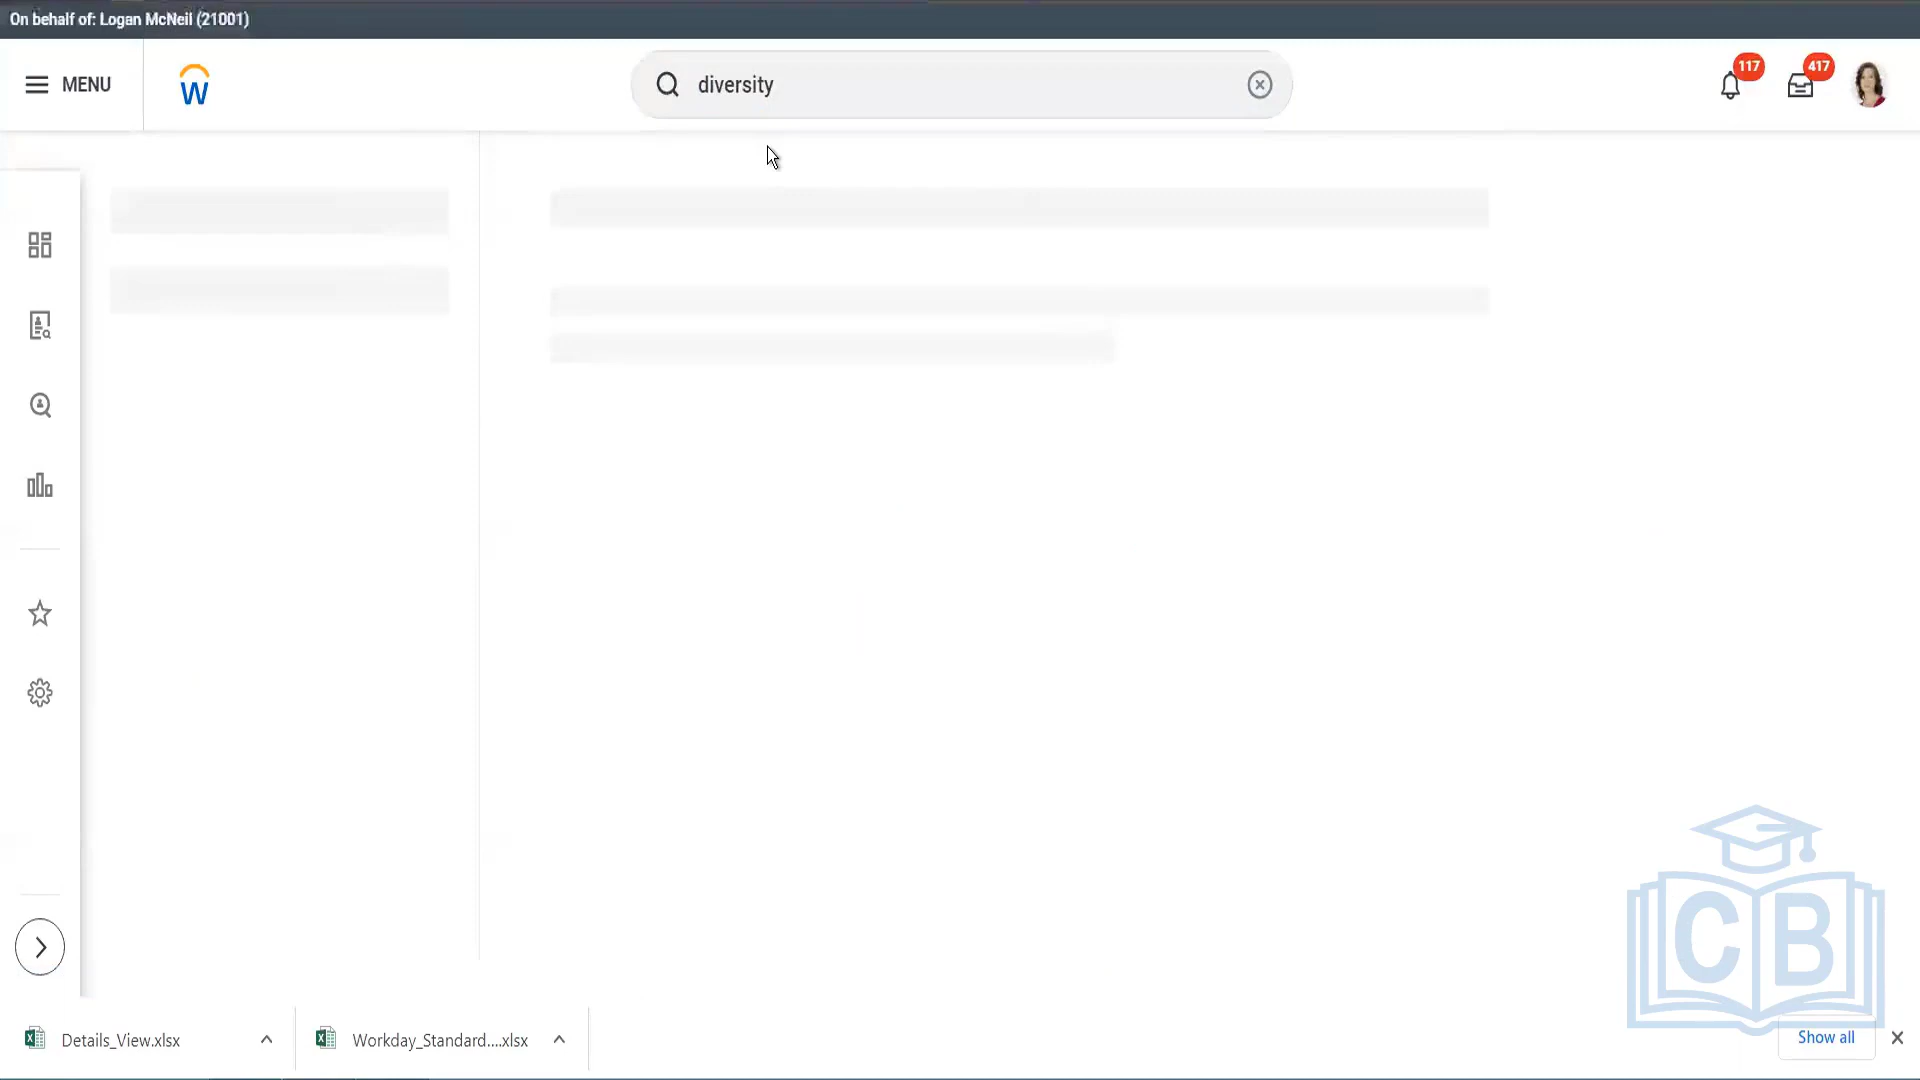 On behalf of: Logan McNeil (21001)
MENU
W
diversity
117
417
CB
Details_View.xlsx
Workday_Standard....xlsx
Show all